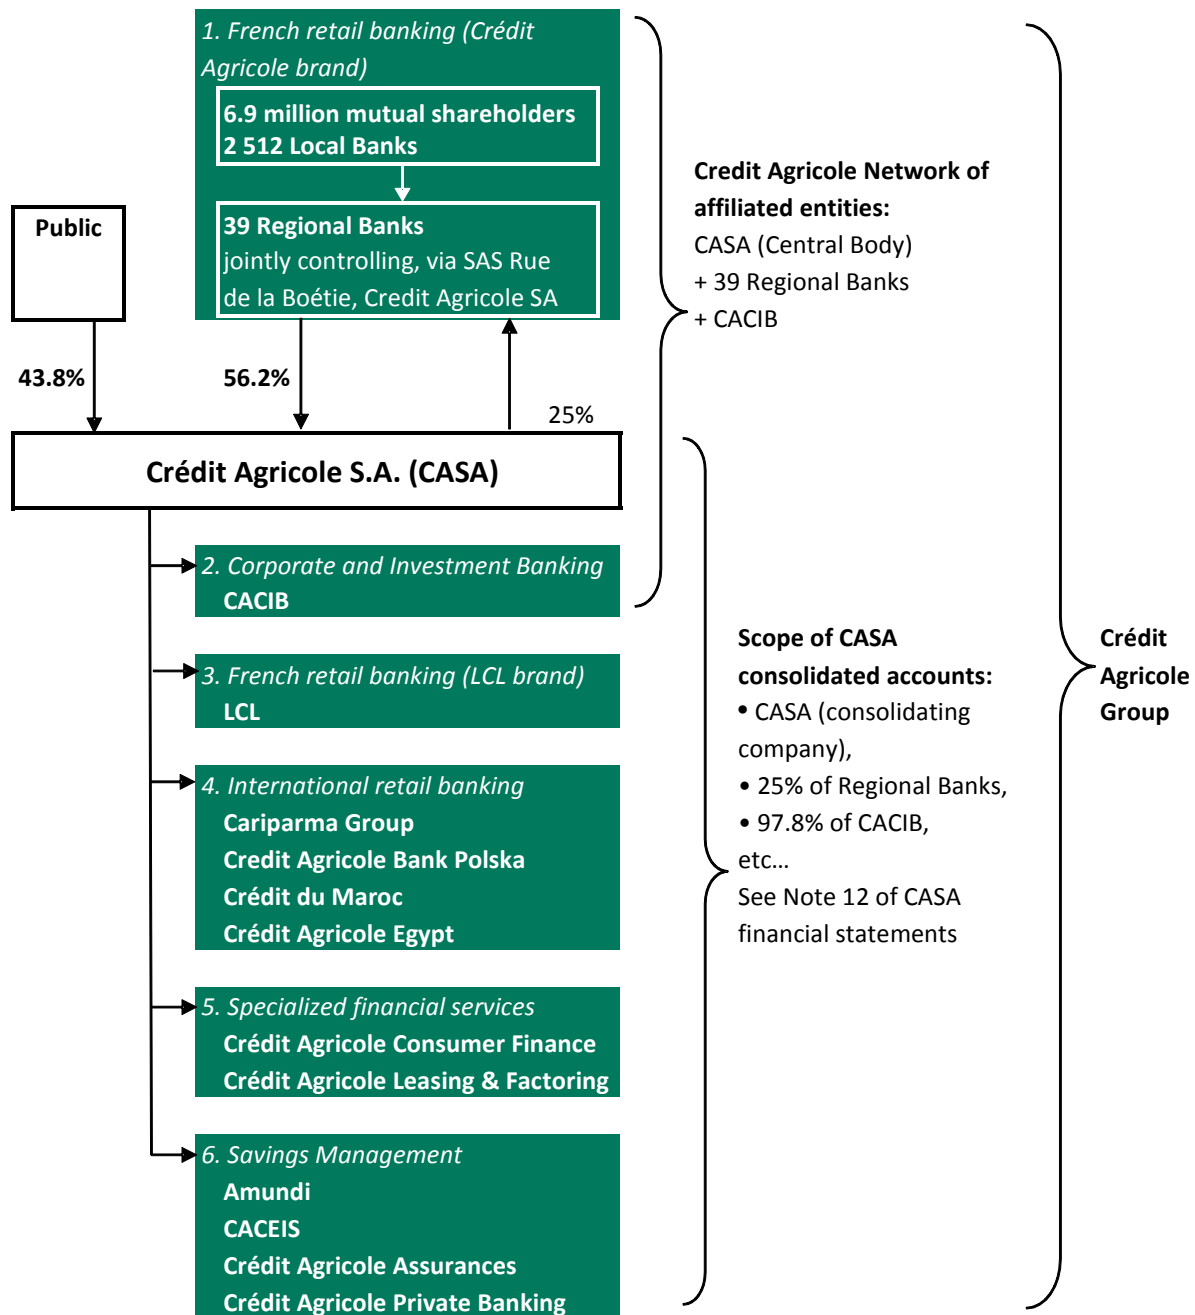 1. French retail banking (Crédit
Agricole brand)
6.9 million mutual shareholders
2 512 Local Banks
39 Regional Banks
jointly controlling, via SAS Rue
de la Boétie, Credit Agricole SA
Public
43.8%
56.2%
25%
Crédit Agricole S.A. (CASA)
2. Corporate and Investment Banking
CACIB
3. French retail banking (LCL brand)
LCL
4. International retail banking
Cariparma Group
Credit Agricole Bank Polska
Crédit du Maroc
Crédit Agricole Egypt
5. Specialized financial services
Crédit Agricole Consumer Finance
Crédit Agricole Leasing & Factoring
6. Savings Management
Amundi
CACEIS
Crédit Agricole Assurances
Crédit Agricole Private Banking
Credit Agricole Network of
affiliated entities:
CASA (Central Body)
+ 39 Regional Banks
+ CACIB
Scope of CASA
consolidated accounts:
• CASA (consolidating
company),
• 25% of Regional Banks,
• 97.8% of CACIB,
etc...
See Note 12 of CASA
financial statements
Crédit
Agricole
Group